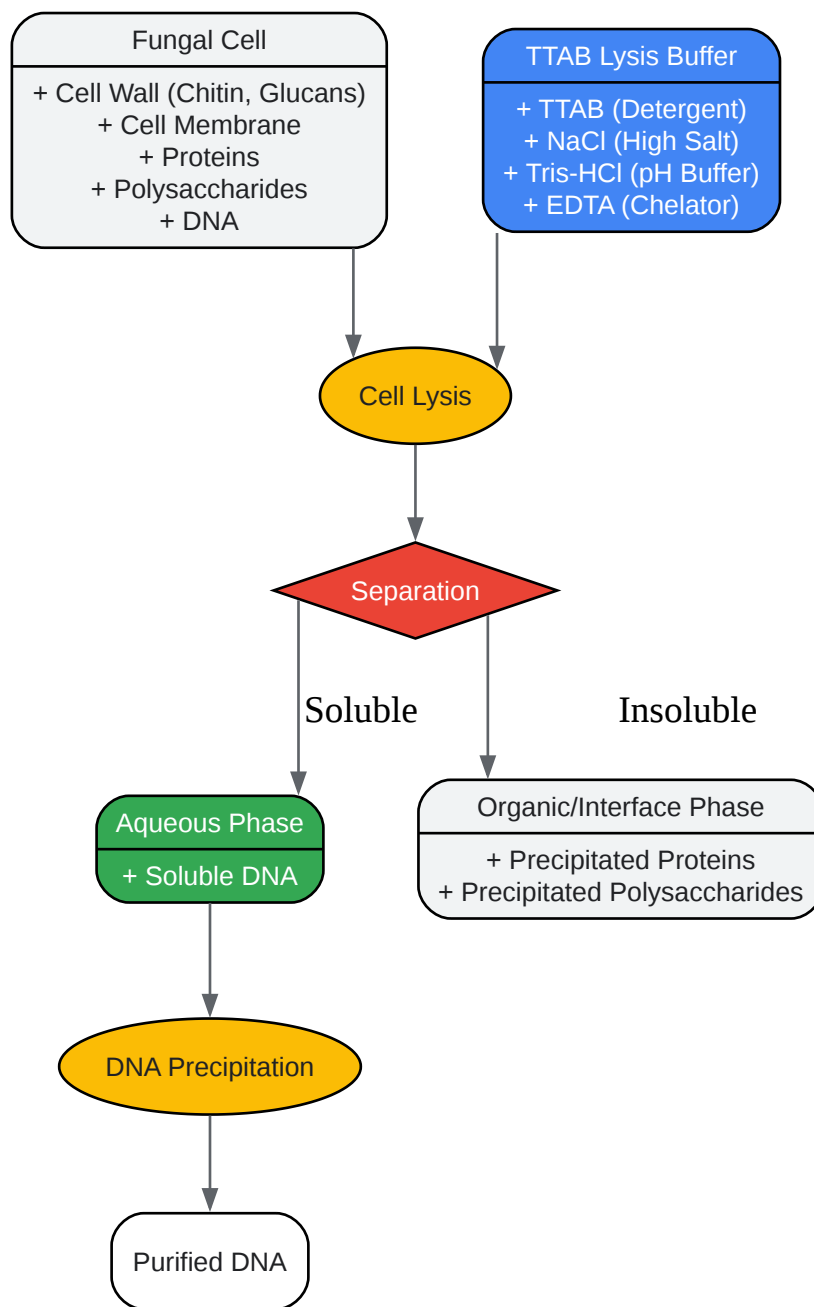 Fungal Cell
+ Cell Wall (Chitin, Glucans)
+ Cell Membrane
+ Proteins
+ Polysaccharides
+ DNA
TTAB Lysis Buffer
+ TTAB (Detergent)
+ NaCl (High Salt)
+ Tris-HCl (pH Buffer)
+ EDTA (Chelator)
Cell Lysis
Separation
Soluble
Insoluble
Aqueous Phase
+ Soluble DNA
Organic/Interface Phase
+ Precipitated Proteins
+ Precipitated Polysaccharides
DNA Precipitation
Purified DNA